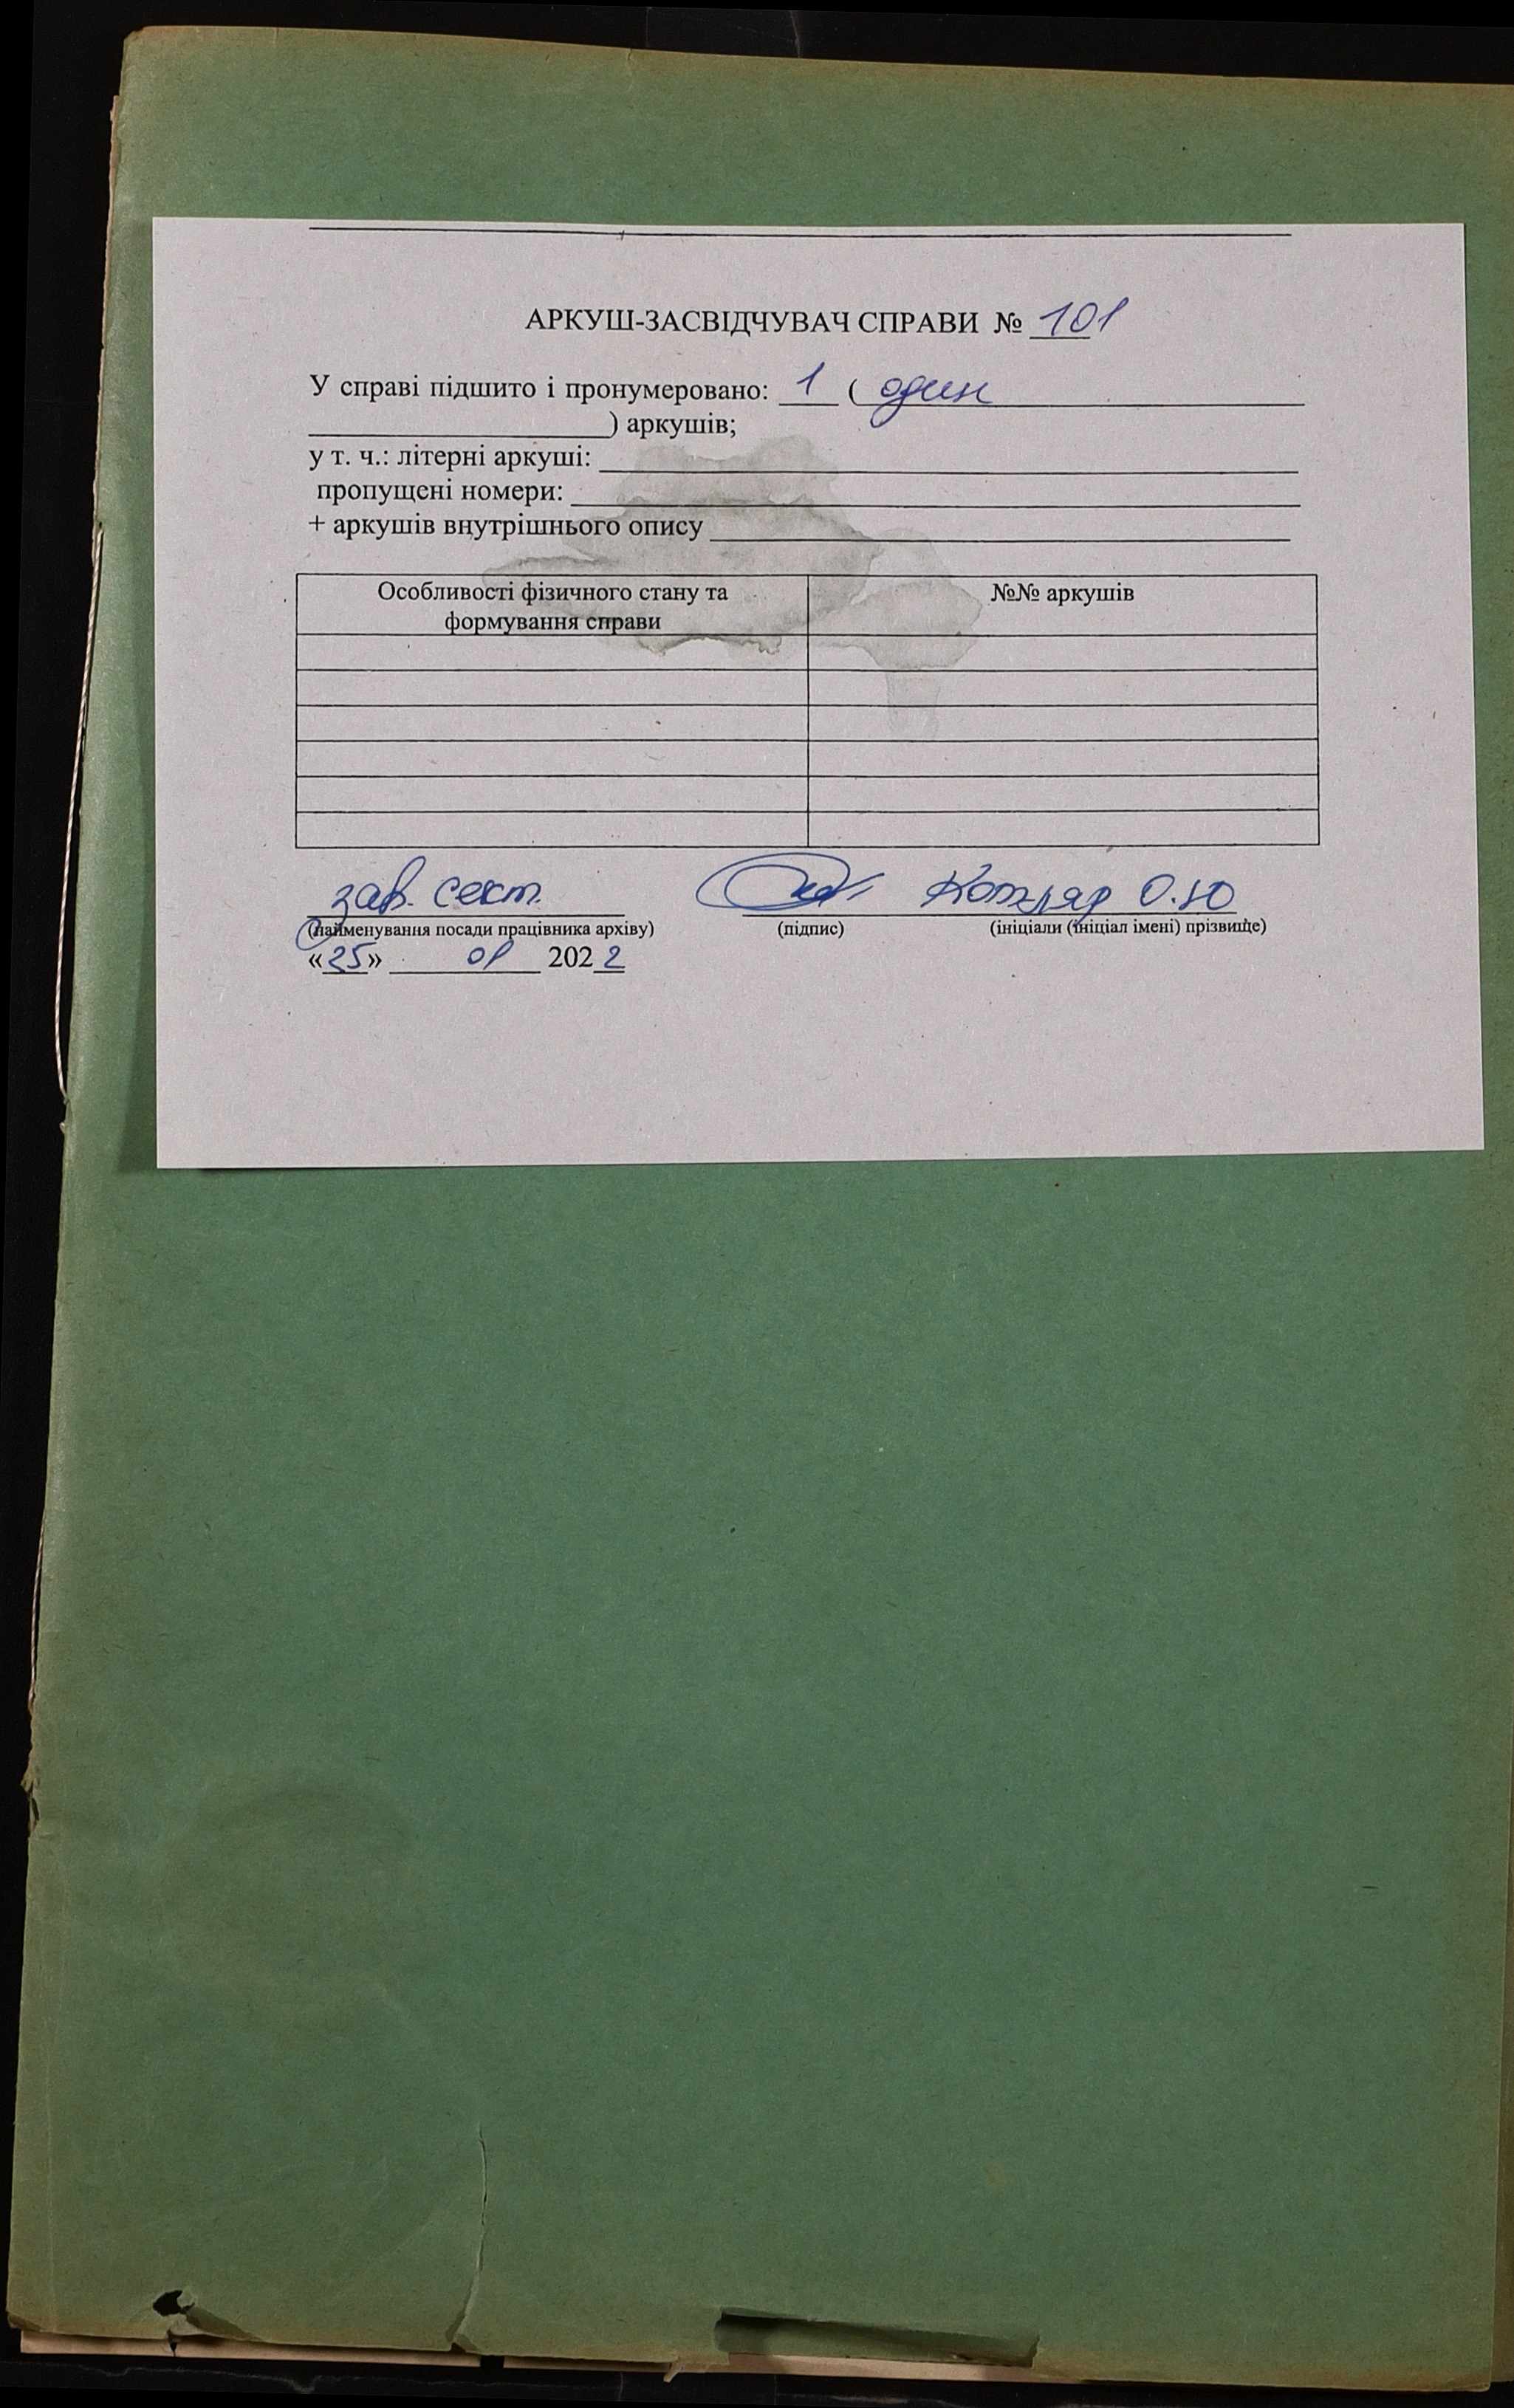 АРКУШ-ЗАСВІДЧУВАЧ СПРАВИ № 101
У справі підшито і пронумеровано: 1 ( один
) аркушів;
у т. ч.: літерні аркуші:
пропущені номери:
+ аркушів внутрішнього опису
Особливості фізичного стану та
формування справи
№№ аркушів
зав. сект. О.Ю
(найменування посади працівника архіву) (підпис) (ініціали (ініціал імені) прізвище)
«25» 01 2022